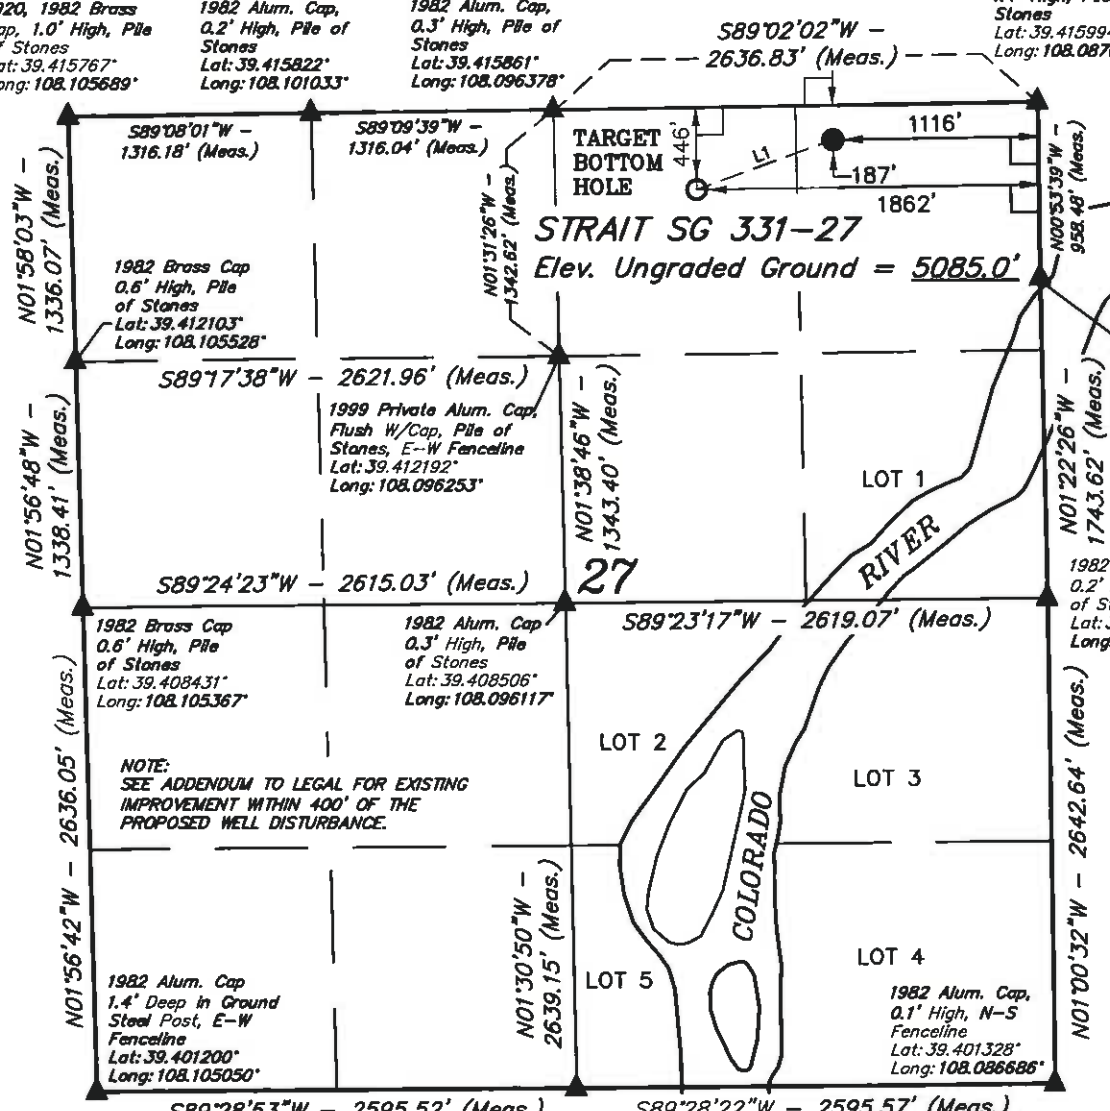 1982 Brass
1.0' High, Pile
Stones
39.415767°
108.105689°
1982 Alum. Cap,
0.2' High, Pile of
Stones
Lat: 39.415822°
Long: 108.101033°
1982 Alum. Cap,
0.3' High, Pile of
Stones
Lat: 39.415861°
Long: 108.096378°
S89°02'02"W -
2636.83' (Meas.)
Stones
Lat: 39.41599
Long: 108.08
S89°08'01"W -
1316.18' (Meas.)
S89°09'39"W -
1316.04' (Meas.)
TARGET
BOTTOM
HOLE
446'
L1
1116'
187'
1862'
N00°53'39"W -
958.48' (Meas.)
STRAIT SG 331-27
Elev. Ungraded Ground = 5085.0'
N01°58'03"W -
1336.07' (Meas.)
N01°31'26"W -
1342.62' (Meas.)
1982 Brass Cap
0.6' High, Pile
of Stones
Lat: 39.412103°
Long: 108.105528°
S89°17'38"W - 2621.96' (Meas.)
1999 Private Alum. Cap,
Flush W/Cap, Pile of
Stones, E-W Fenceline
Lat: 39.412192°
Long: 108.096253°
N01°56'48"W -
1338.41' (Meas.)
N01°38'46"W -
1343.40' (Meas.)
LOT 1
RIVER
N01°22'26"W -
1743.62' (Meas.)
S89°24'23"W - 2615.03' (Meas.)
27
S89°23'17"W - 2619.07' (Meas.)
1982
0.2'
of
Lat:
Long:
1982 Brass Cap
0.6' High, Pile
of Stones
Lat: 39.408431°
Long: 108.105367°
1982 Alum. Cap
0.3' High, Pile
of Stones
Lat: 39.408506°
Long: 108.096117°
LOT 2
LOT 3
NOTE:
SEE ADDENDUM TO LEGAL FOR EXISTING
IMPROVEMENT WITHIN 400' OF THE
PROPOSED WELL DISTURBANCE.
COLORADO
N01°56'42"W - 2636.05' (Meas.)
N01°30'50"W -
2639.15' (Meas.)
N01°00'32"W - 2642.64' (Meas.)
LOT 5
LOT 4
1982 Alum. Cap
1.4' Deep in Ground
Steel Post, E-W
Fenceline
Lat: 39.401200°
Long: 108.105050°
1982 Alum. Cap,
0.1' High, N-S
Fenceline
Lat: 39.401328°
Long: 108.086686°
S89°28'53"W - 2595.52' (Meas.)
S89°28'22"W - 2595.57' (Meas.)